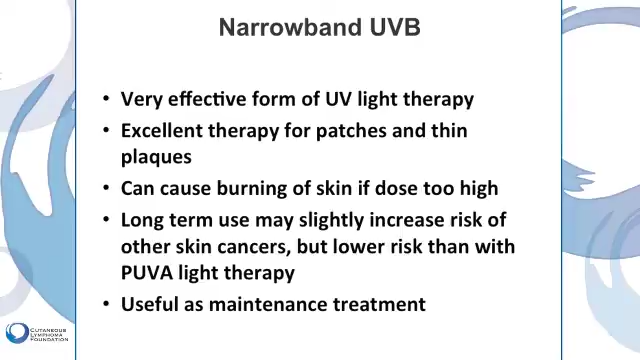 Narrowband UVB
• Very effective form of UV light therapy
• Excellent therapy for patches and thin
plaques
• Can cause burning of skin if dose too high
• Long term use may slightly increase risk of
other skin cancers, but lower risk than with
PUVA light therapy
• Useful as maintenance treatment
CUTANEOUS
LYMPHOMA
FOUNDATION